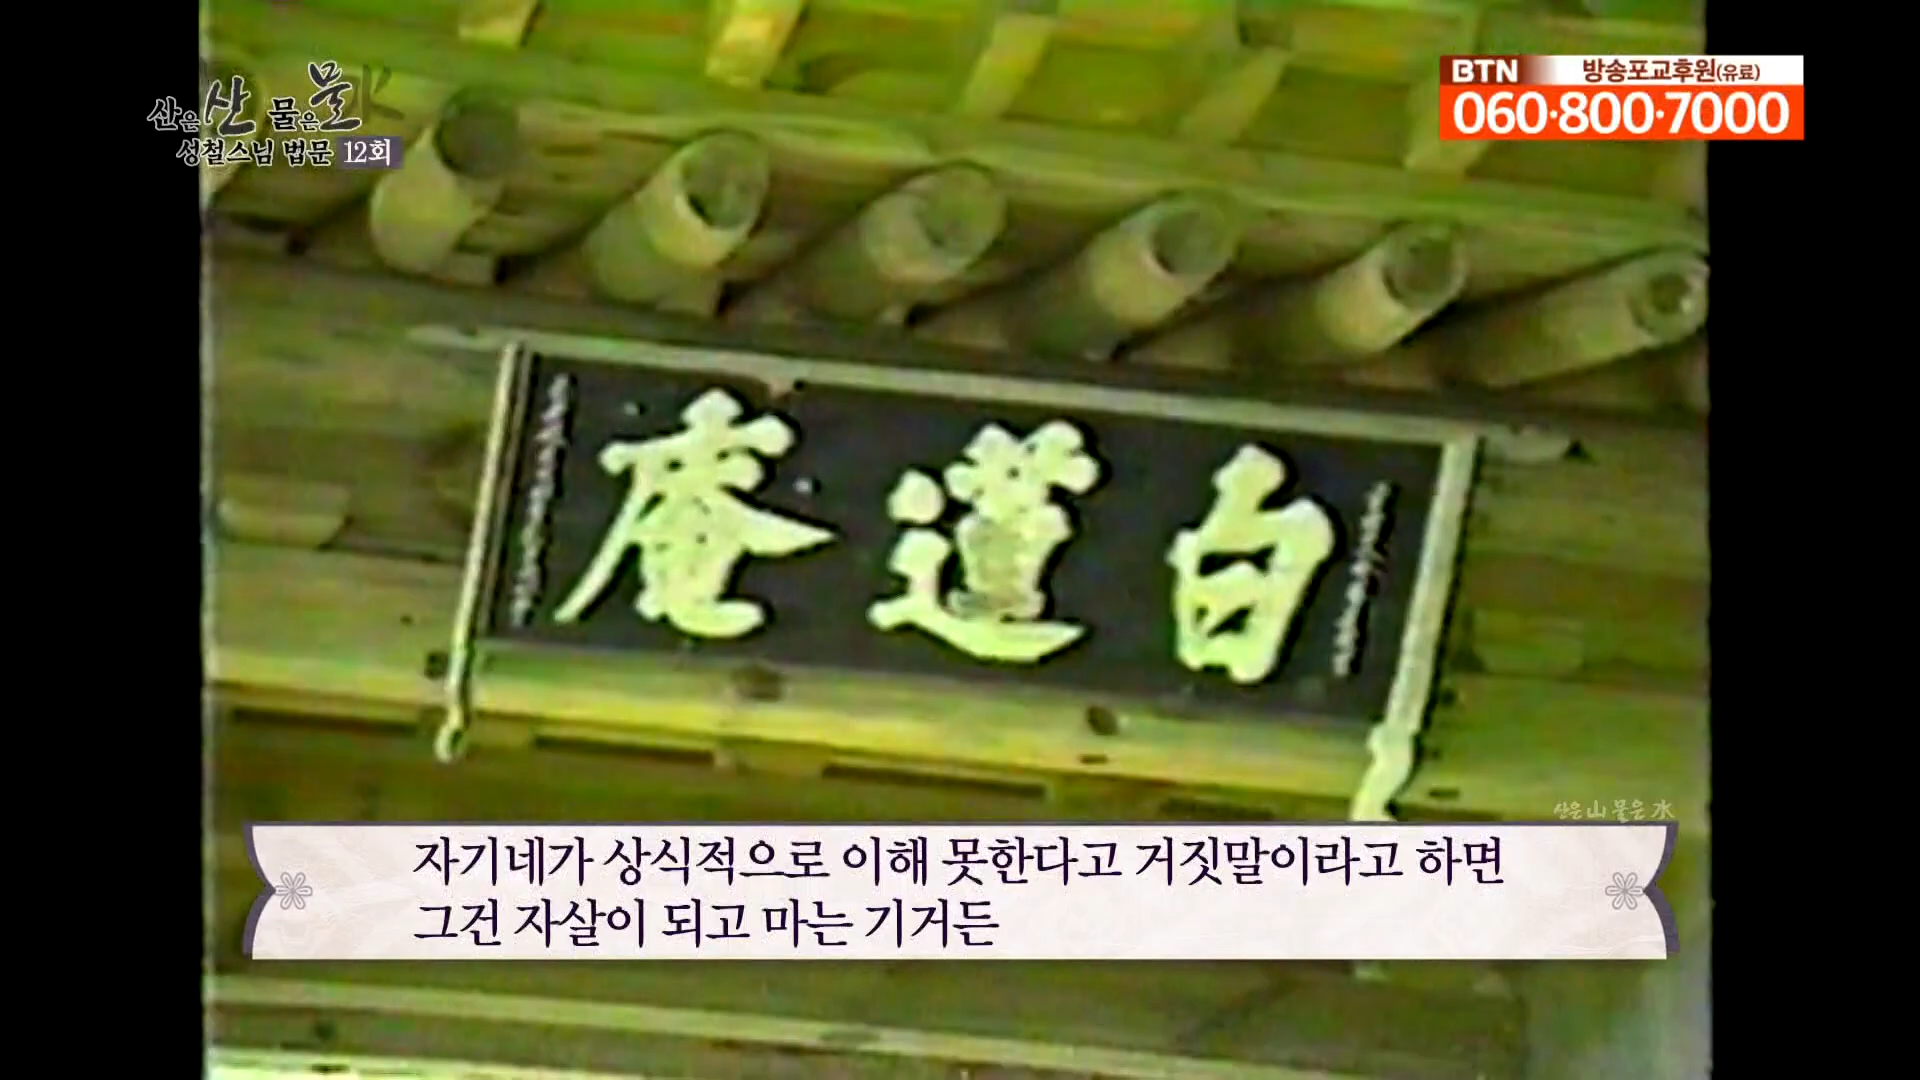 산은 산 물은 물
성철스님 법문 12회
BTN 방송포교후원(유료)
060·800·7000
白蓮庵
산은 山 물은 水
자기네가 상식적으로 이해 못한다고 거짓말이라고 하면
그건 자살이 되고 마는 기거든